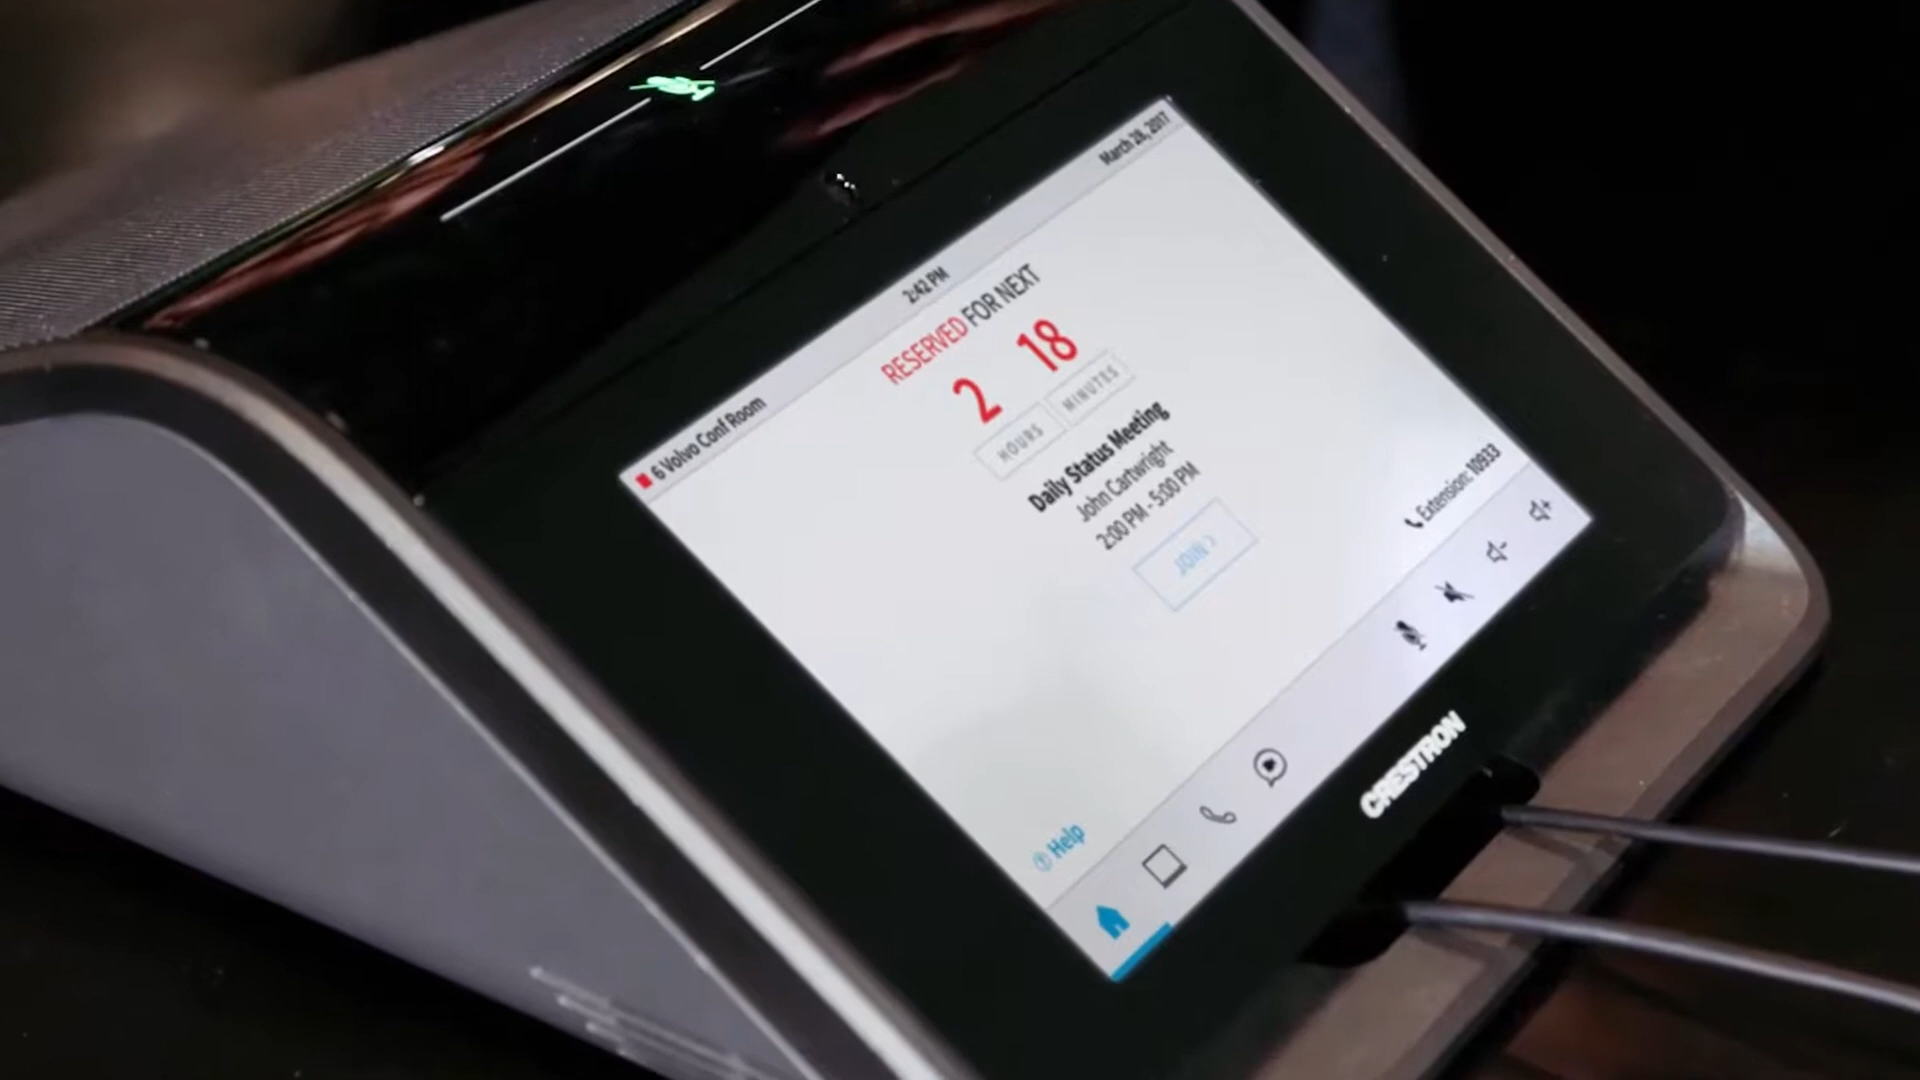 6 Volvo Conf Room
2:42 PM
March 28, 2017
RESERVED FOR NEXT
2 18
HOURS MINUTES
Daily Status Meeting
John Cartwright
2:00 PM - 5:00 PM
JOIN >
Extension: 10933
Help
CRESTRON